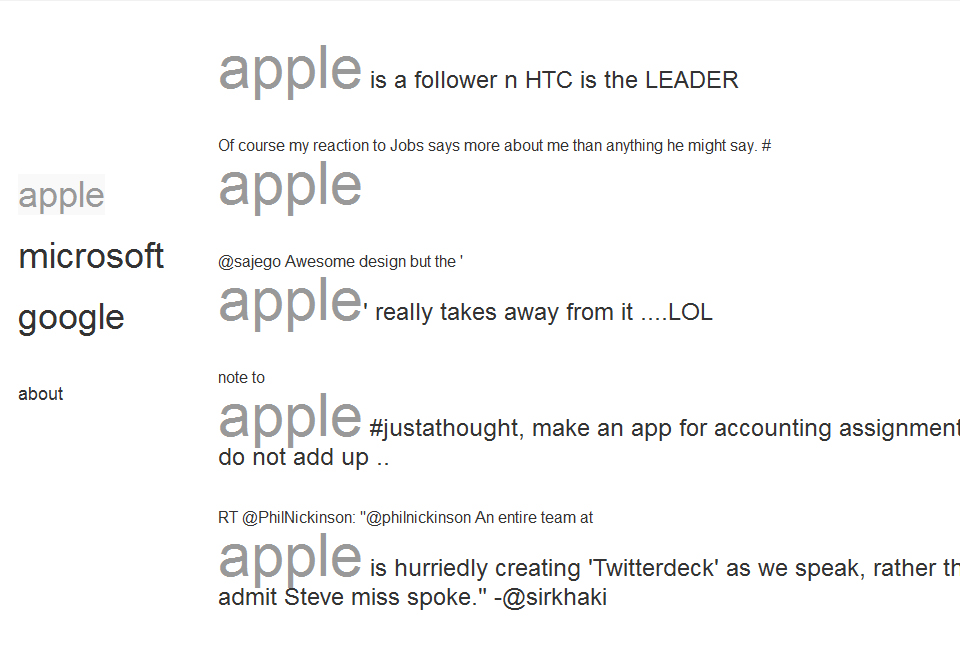 apple
microsoft
google
about
apple is a follower n HTC is the LEADER
Of course my reaction to Jobs says more about me than anything he might say. #
apple
@sajego Awesome design but the '
apple' really takes away from it ....LOL
note to
apple #justathought, make an app for accounting assignment
do not add up ..
RT @PhilNickinson: "@philnickinson An entire team at
apple is hurriedly creating 'Twitterdeck' as we speak, rather th
admit Steve miss spoke." -@sirkhaki